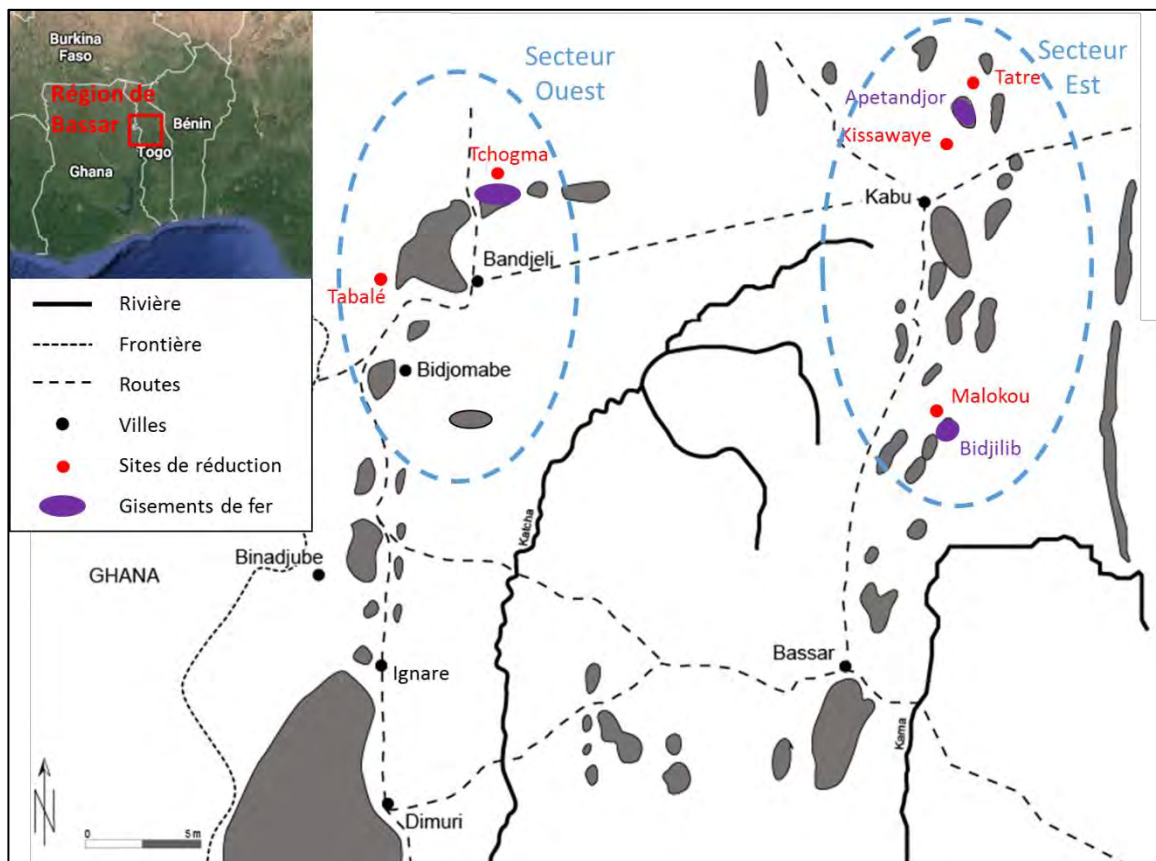 Burkina
Faso
Région de
Bassar
Bénin
Togo
Ghana
Rivière
Frontière
Routes
Villes
Sites de réduction
Gisements de fer
Secteur
Ouest
Secteur
Est
Tatre
Apetandjor
Kissawaye
Tchogma
Kabu
Bandjeli
Tabalé
Bidjomabe
Malokou
Bidjilib
Katcha
Binadjube
GHANA
Bassar
Ignare
Kama
Dimuri
N
0 5 m